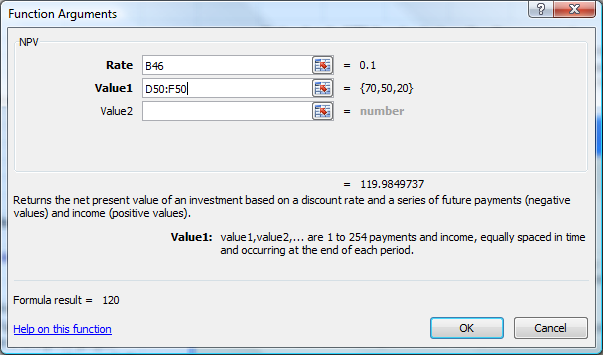 Function Arguments
NPV
Rate B46 = 0.1
Value1 D50:F50 = {70,50,20}
Value2 = number
= 119.9849737
Returns the net present value of an investment based on a discount rate and a series of future payments (negative
values) and income (positive values).
Value1: value1,value2,... are 1 to 254 payments and income, equally spaced in time
and occurring at the end of each period.
Formula result = 120
Help on this function OK Cancel